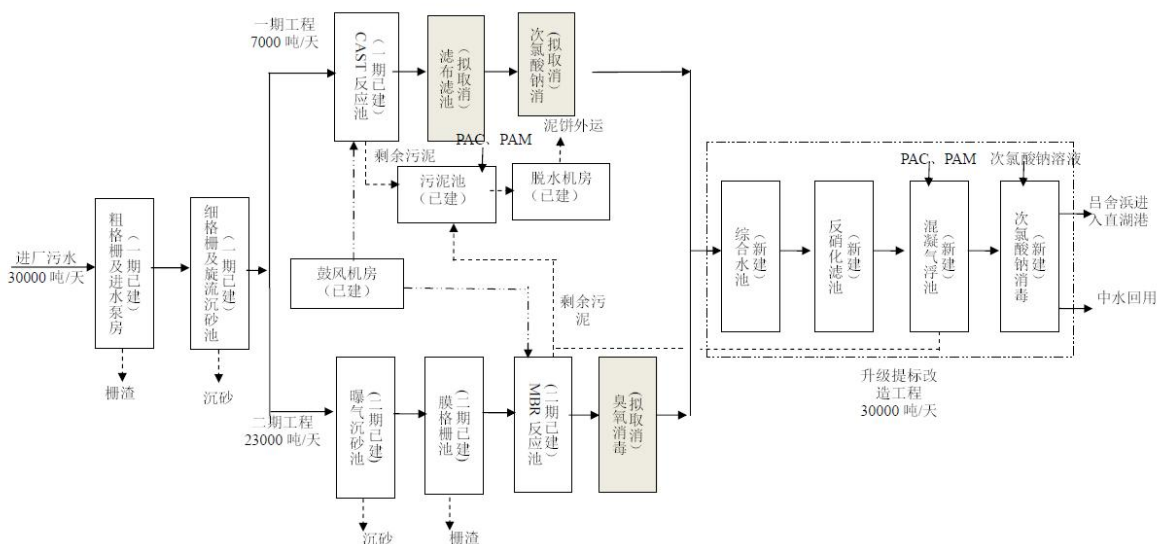 一期工程
7000 吨/天
CAST 反应池
（一期已建）
滤布滤池
（拟取消）
次氯酸钠消
（拟取消）
泥饼外运
PAC、PAM
剩余污泥
污泥池
（已建）
脱水机房
（已建）
进厂污水
30000 吨/天
粗格栅及进水泵房
（一期已建）
细格栅及旋流沉砂池
（一期已建）
鼓风机房
（已建）
栅渣
沉砂
剩余污
泥
二期工程
23000 吨/天
曝气沉砂池
（二期已建）
膜格栅池
（二期已建）
MBR 反应池
（二期已建）
臭氧消毒
（拟取消）
沉砂
栅渣
PAC、PAM
次氯酸钠溶液
综合水池
（新建）
反硝化滤池
（新建）
混凝气浮池
（新建）
次氯酸钠消毒
（新建）
吕舍浜进
入直湖港
中水回用
升级提标改
造工程
30000 吨/天